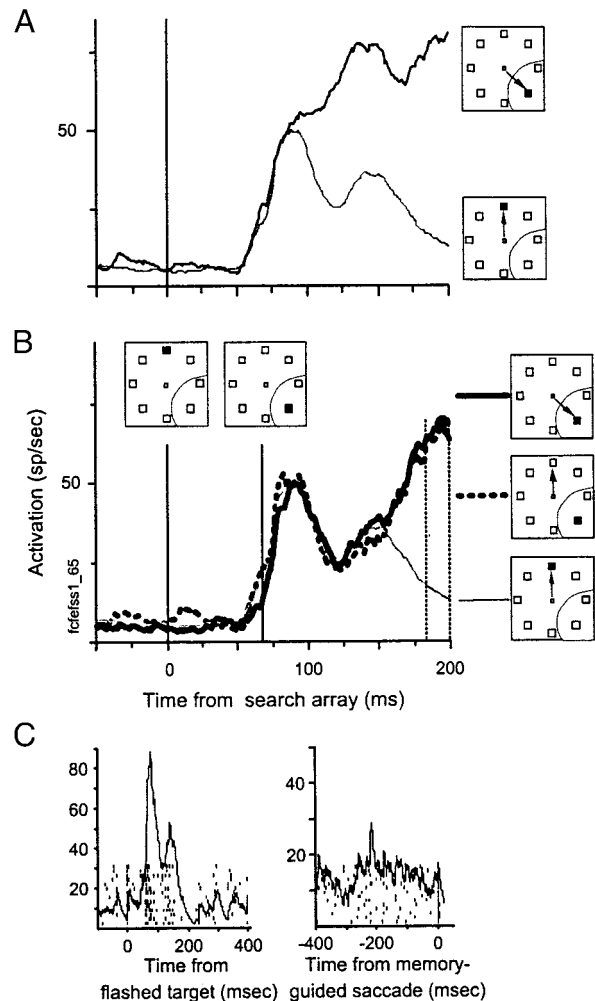 A
50
B
Activation (sp/sec)
fcfefss1_65
50
0
100
200
Time from search array (ms)
C
80
60
40
20
0
200
400
Time from
flashed target (msec)
40
20
-400
-200
0
Time from memory-
guided saccade (msec)